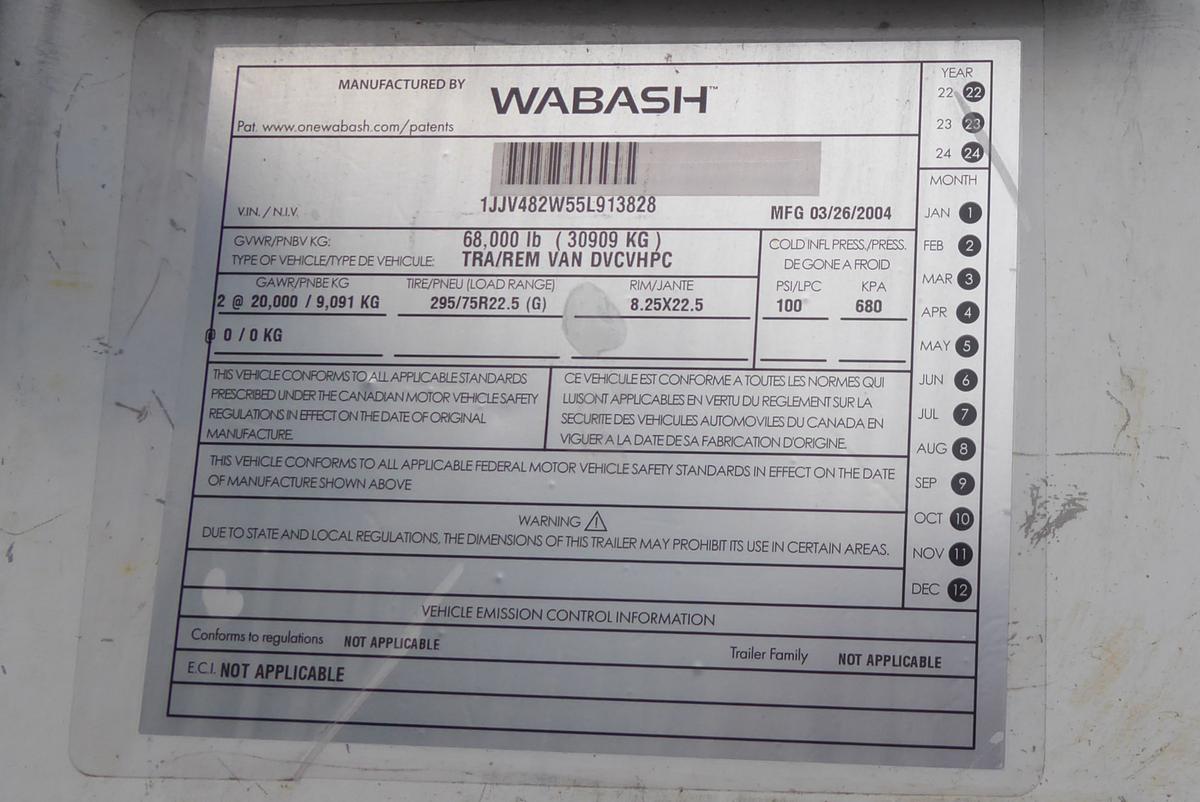 MANUFACTURED BY WABASH™
Pat. www.onewabash.com/patents
V.IN. / N.I.V. 1JJV482W55L913828 MFG 03/26/2004
GVWR/PNBV KG: 68,000 lb ( 30909 KG )
TYPE OF VEHICLE/TYPE DE VEHICULE: TRA/REM VAN DVCVHPC
COLD INFL PRESS./PRESS.
DE GONE A FROID
GAWR/PNBE KG TIRE/PNEU (LOAD RANGE) RIM/JANTE PSI/LPC KPA
2 @ 20,000 / 9,091 KG 295/75R22.5 (G) 8.25X22.5 100 680
@ 0 / 0 KG
THIS VEHICLE CONFORMS TO ALL APPLICABLE STANDARDS
PRESCRIBED UNDER THE CANADIAN MOTOR VEHICLE SAFETY
REGULATIONS IN EFFECT ON THE DATE OF ORIGINAL
MANUFACTURE.
CE VEHICULE EST CONFORME A TOUTES LES NORMES QUI
LUISONT APPLICABLES EN VERTU DU REGLEMENT SUR LA
SECURITE DES VEHICULES AUTOMOVILES DU CANADA EN
VIGUER A LA DATE DE SA FABRICATION D'ORIGINE.
THIS VEHICLE CONFORMS TO ALL APPLICABLE FEDERAL MOTOR VEHICLE SAFETY STANDARDS IN EFFECT ON THE DATE
OF MANUFACTURE SHOWN ABOVE
WARNING
DUE TO STATE AND LOCAL REGULATIONS, THE DIMENSIONS OF THIS TRAILER MAY PROHIBIT ITS USE IN CERTAIN AREAS.
VEHICLE EMISSION CONTROL INFORMATION
Conforms to regulations NOT APPLICABLE Trailer Family NOT APPLICABLE
E.C.I. NOT APPLICABLE
YEAR
22 22
23 23
24 24
MONTH
JAN 1
FEB 2
MAR 3
APR 4
MAY 5
JUN 6
JUL 7
AUG 8
SEP 9
OCT 10
NOV 11
DEC 12